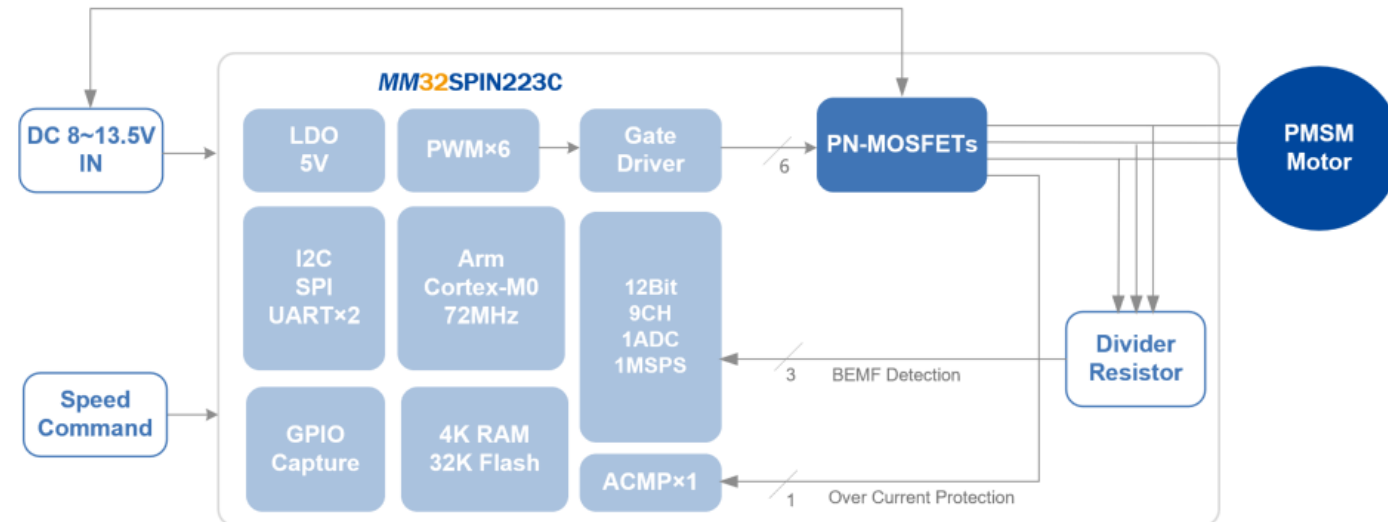 MM32SPIN223C
DC 8~13.5V
IN
LDO
5V
PWM×6
Gate
Driver
6
PN-MOSFETs
PMSM
Motor
I2C
SPI
UART×2
Arm
Cortex-M0
72MHz
12Bit
9CH
1ADC
1MSPS
3
BEMF Detection
Divider
Resistor
Speed
Command
GPIO
Capture
4K RAM
32K Flash
ACMP×1
1
Over Current Protection